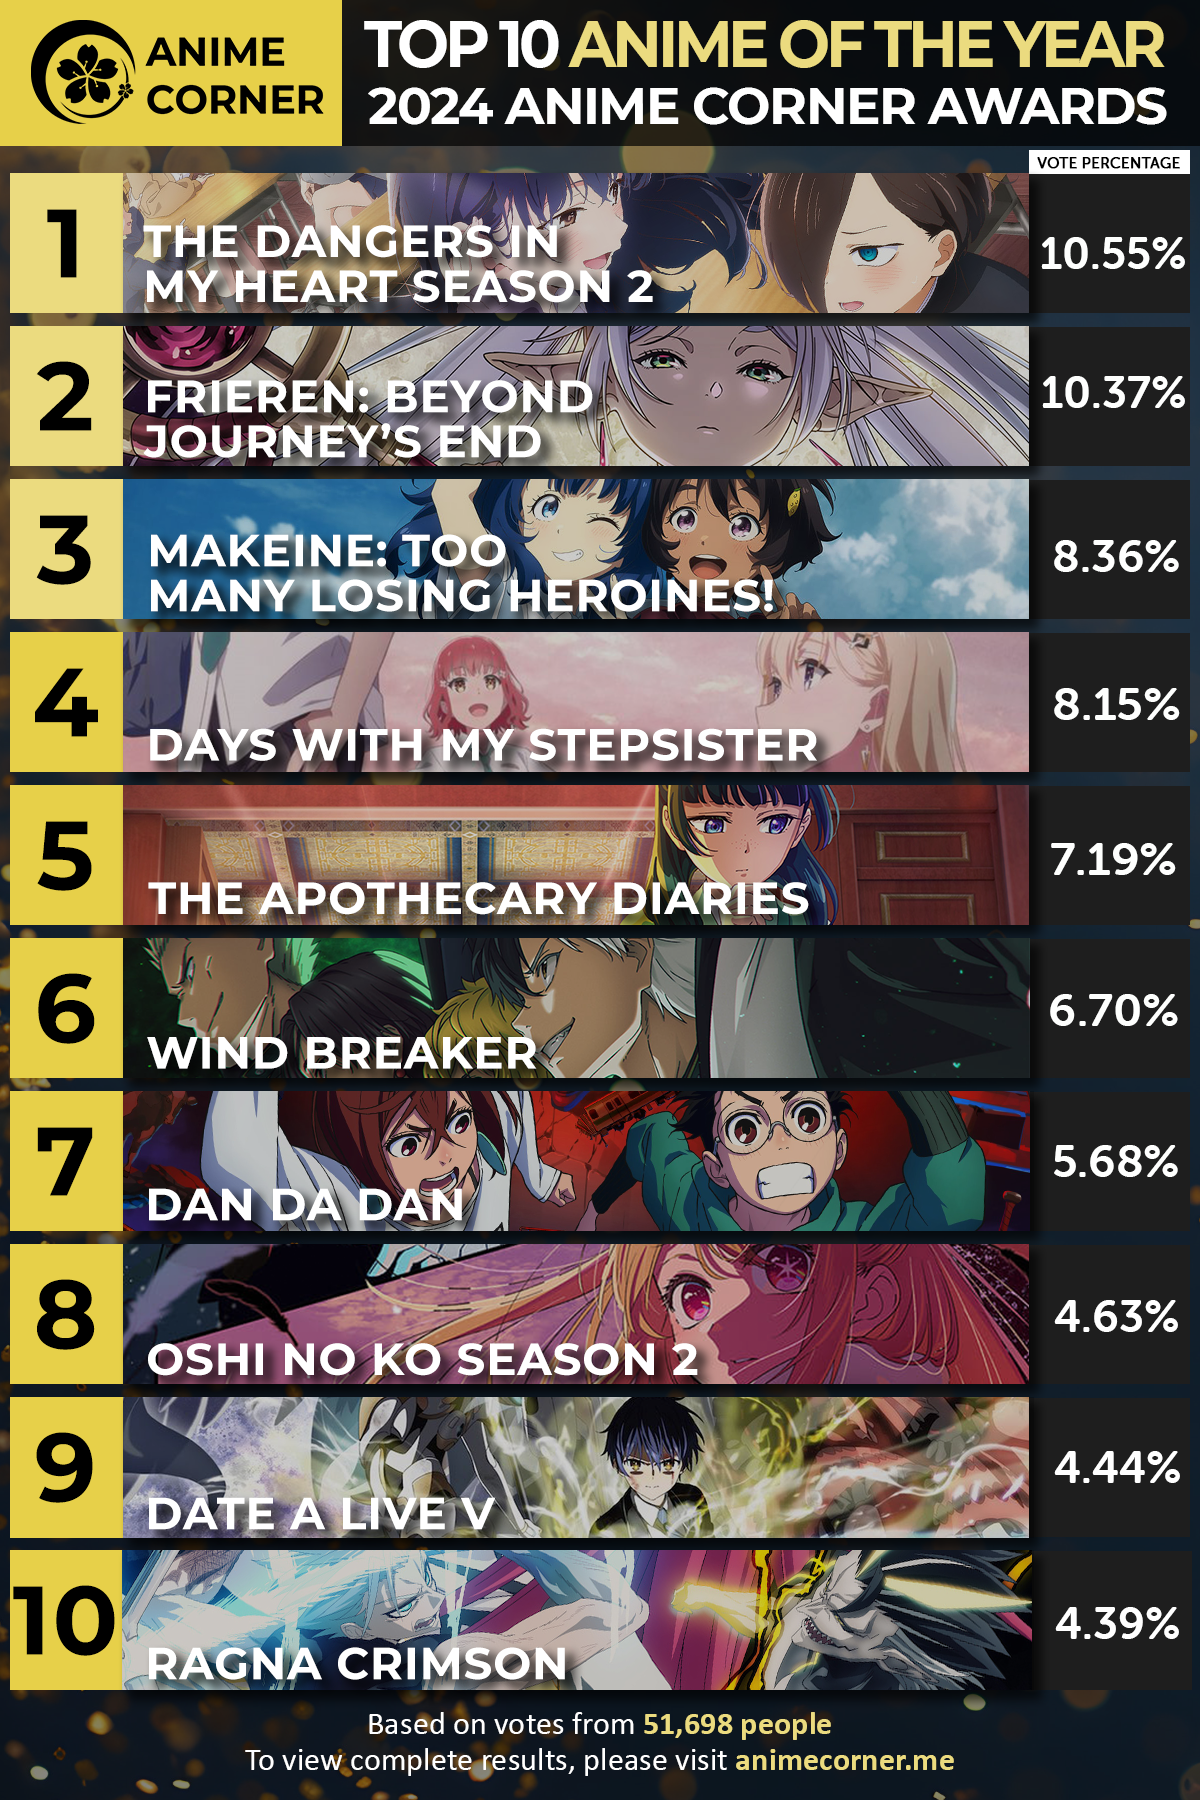 ANIME
CORNER
TOP 10 ANIME OF THE YEAR
2024 ANIME CORNER AWARDS
VOTE PERCENTAGE
1
THE DANGERS IN
MY HEART SEASON 2
10.55%
2
FRIEREN: BEYOND
JOURNEY'S END
10.37%
3
MAKEINE: TOO
MANY LOSING HEROINES!
8.36%
4
DAYS WITH MY STEPSISTER
8.15%
5
THE APOTHECARY DIARIES
7.19%
6
WIND BREAKER
6.70%
7
DAN DA DAN
5.68%
8
OSHI NO KO SEASON 2
4.63%
9
DATE A LIVE V
4.44%
10
RAGNA CRIMSON
4.39%
Based on votes from 51,698 people
To view complete results, please visit animecorner.me